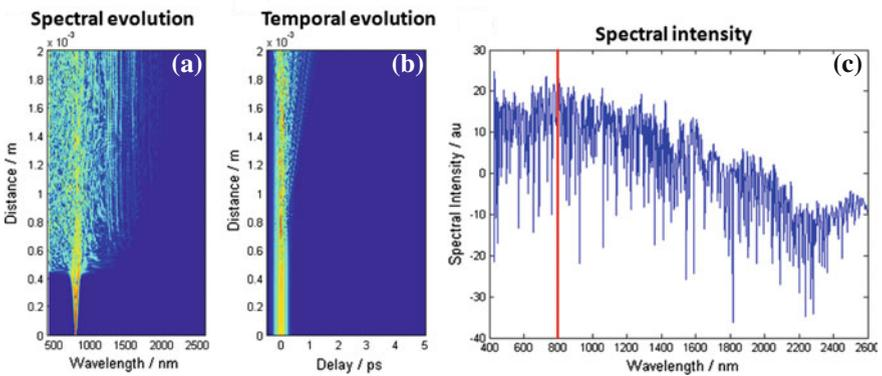 Spectral evolution
x 10⁻³
(a)
2
1.8
1.6
1.4
1.2
1
0.8
0.6
0.4
0.2
0
Distance / m
500 1000 1500 2000 2500
Wavelength / nm
Temporal evolution
x 10⁻³
(b)
2
1.8
1.6
1.4
1.2
1
0.8
0.6
0.4
0.2
0
Distance / m
0 1 2 3 4 5
Delay / ps
Spectral intensity
(c)
30
20
10
0
-10
-20
-30
-40
Spectral Intensity / au
400 600 800 1000 1200 1400 1600 1800 2000 2200 2400 2600
Wavelength / nm